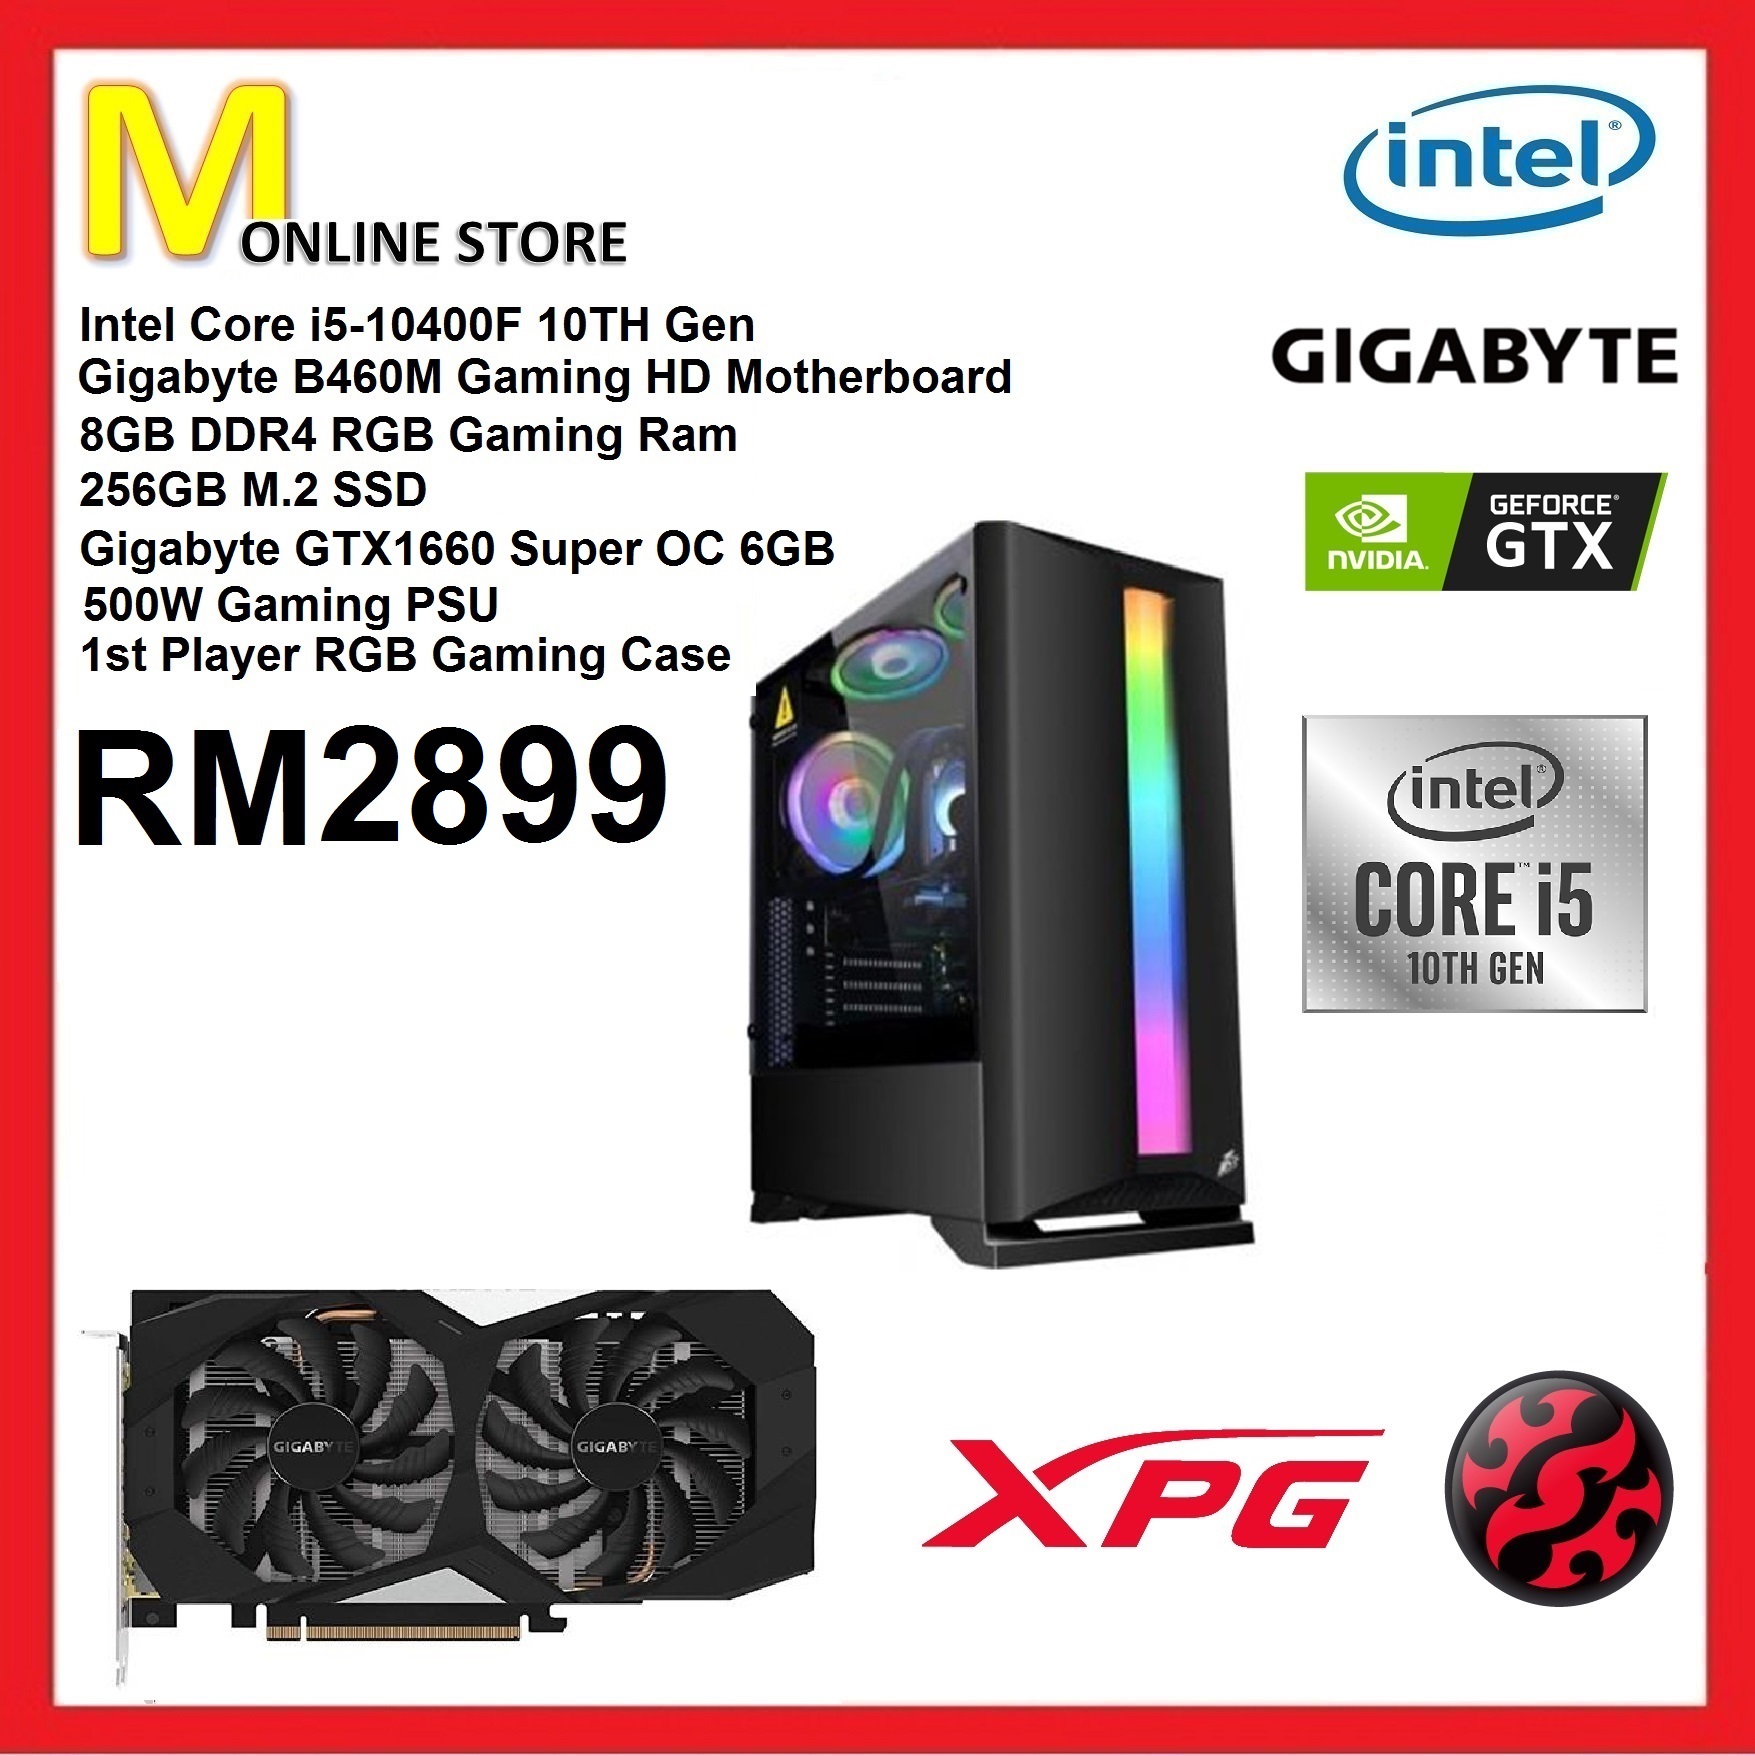 M ONLINE STORE
intel®
Intel Core i5-10400F 10TH Gen
Gigabyte B460M Gaming HD Motherboard
8GB DDR4 RGB Gaming Ram
256GB M.2 SSD
Gigabyte GTX1660 Super OC 6GB
500W Gaming PSU
1st Player RGB Gaming Case
RM2899
GIGABYTE
NVIDIA.
GEFORCE®
GTX
intel®
CORE™ i5
10TH GEN
GIGABYTE
GIGABYTE
XPG